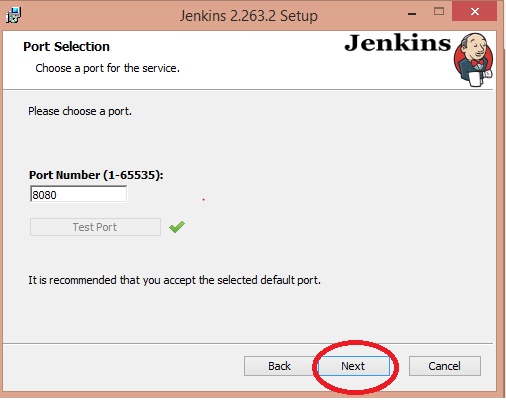 Jenkins 2.263.2 Setup
Port Selection
Choose a port for the service.
Jenkins
Please choose a port.
Port Number (1-65535):
8080
.
Test Port
It is recommended that you accept the selected default port.
Back
Next
Cancel